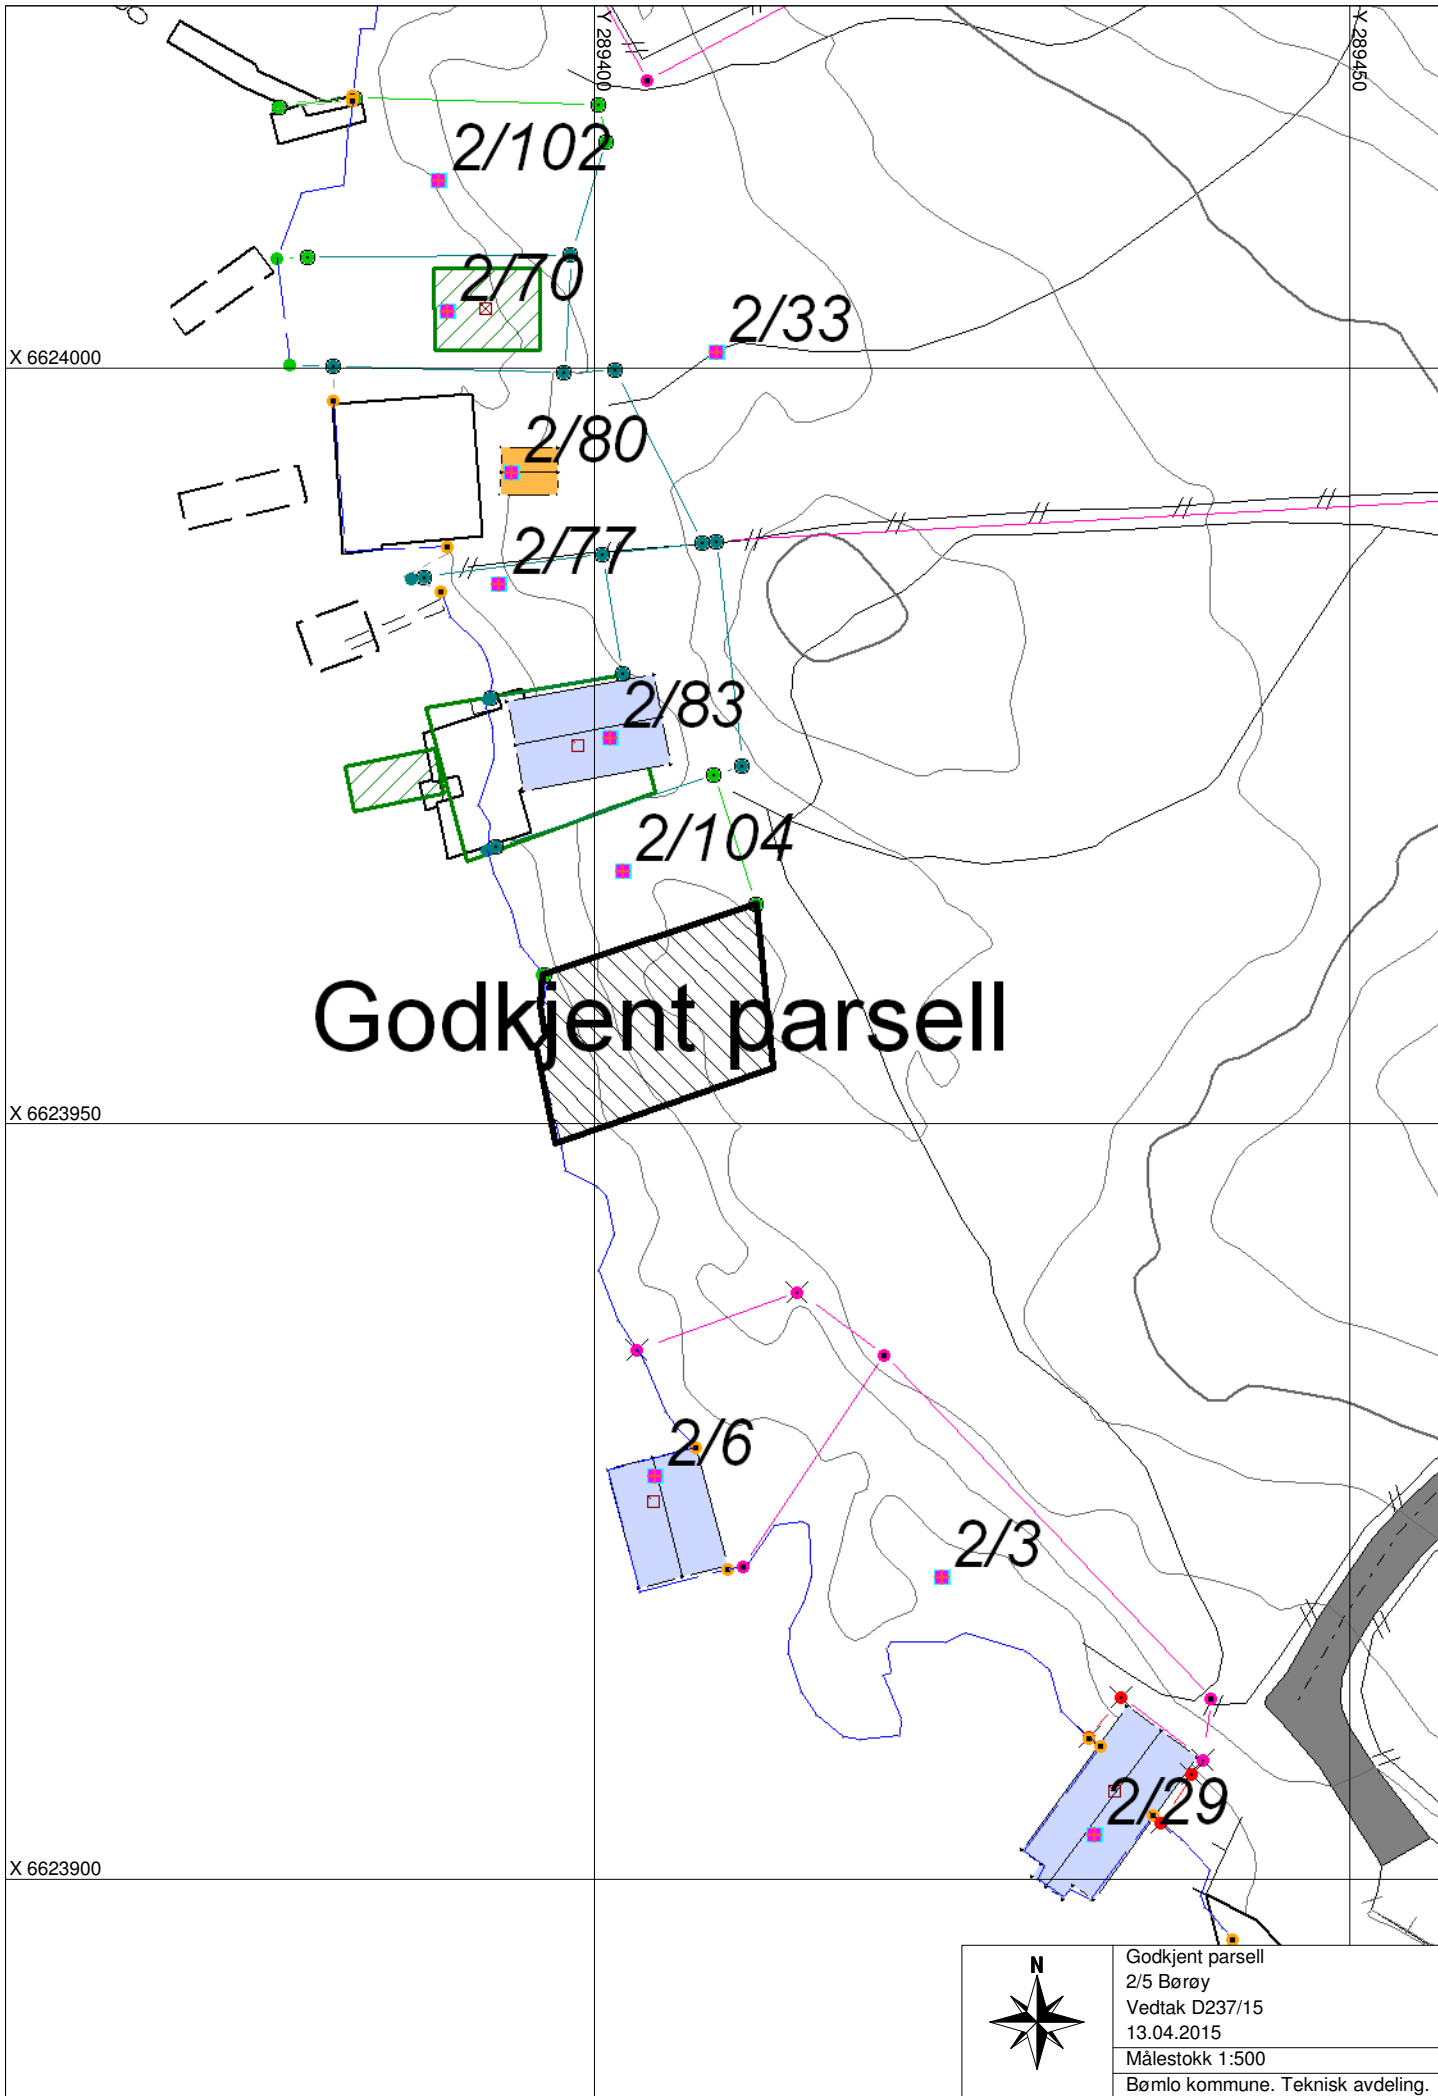 Y 289400
Y 289450
2/102
2/70
2/33
X 6624000
2/80
2/77
2/83
2/104
Godkjent parsell
X 6623950
2/6
2/3
2/29
X 6623900
N
Godkjent parsell
2/5 Børøy
Vedtak D237/15
13.04.2015
Målestokk 1:500
Bømlo kommune. Teknisk avdeling.